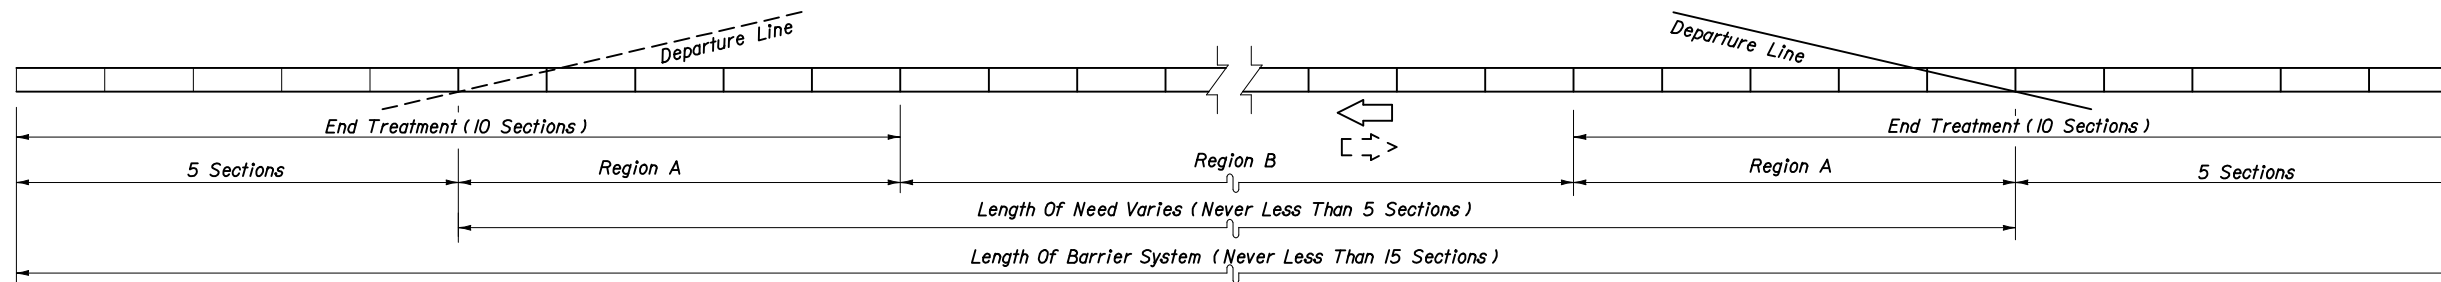 Departure Line
Departure Line
End Treatment (10 Sections)
End Treatment (10 Sections)
5 Sections
Region A
Region B
Region A
5 Sections
Length Of Need Varies (Never Less Than 5 Sections)
Length Of Barrier System (Never Less Than 15 Sections)